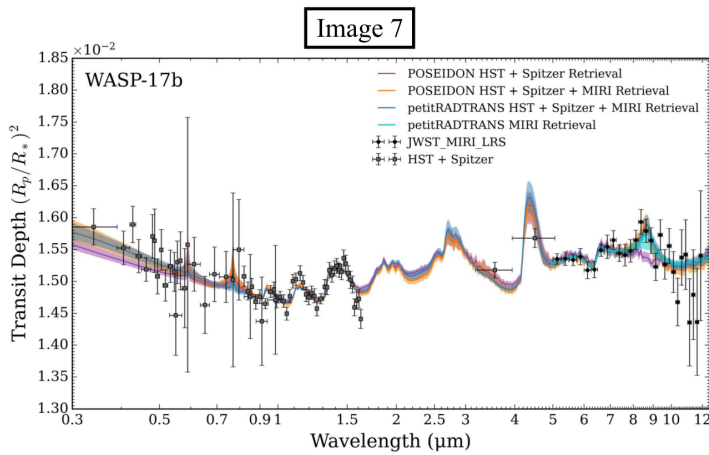 Image 7
×10⁻²
1.85
1.80
1.75
1.70
1.65
1.60
1.55
1.50
1.45
1.40
1.35
1.30
Transit Depth (Rₚ/R*)²
WASP-17b
POSEIDON HST + Spitzer Retrieval
POSEIDON HST + Spitzer + MIRI Retrieval
petitRADTRANS HST + Spitzer + MIRI Retrieval
petitRADTRANS MIRI Retrieval
JWST_MIRI_LRS
HST + Spitzer
0.3 0.5 0.7 0.9 1 1.5 2 2.5 3 4 5 6 7 8 9 10 12
Wavelength (μm)